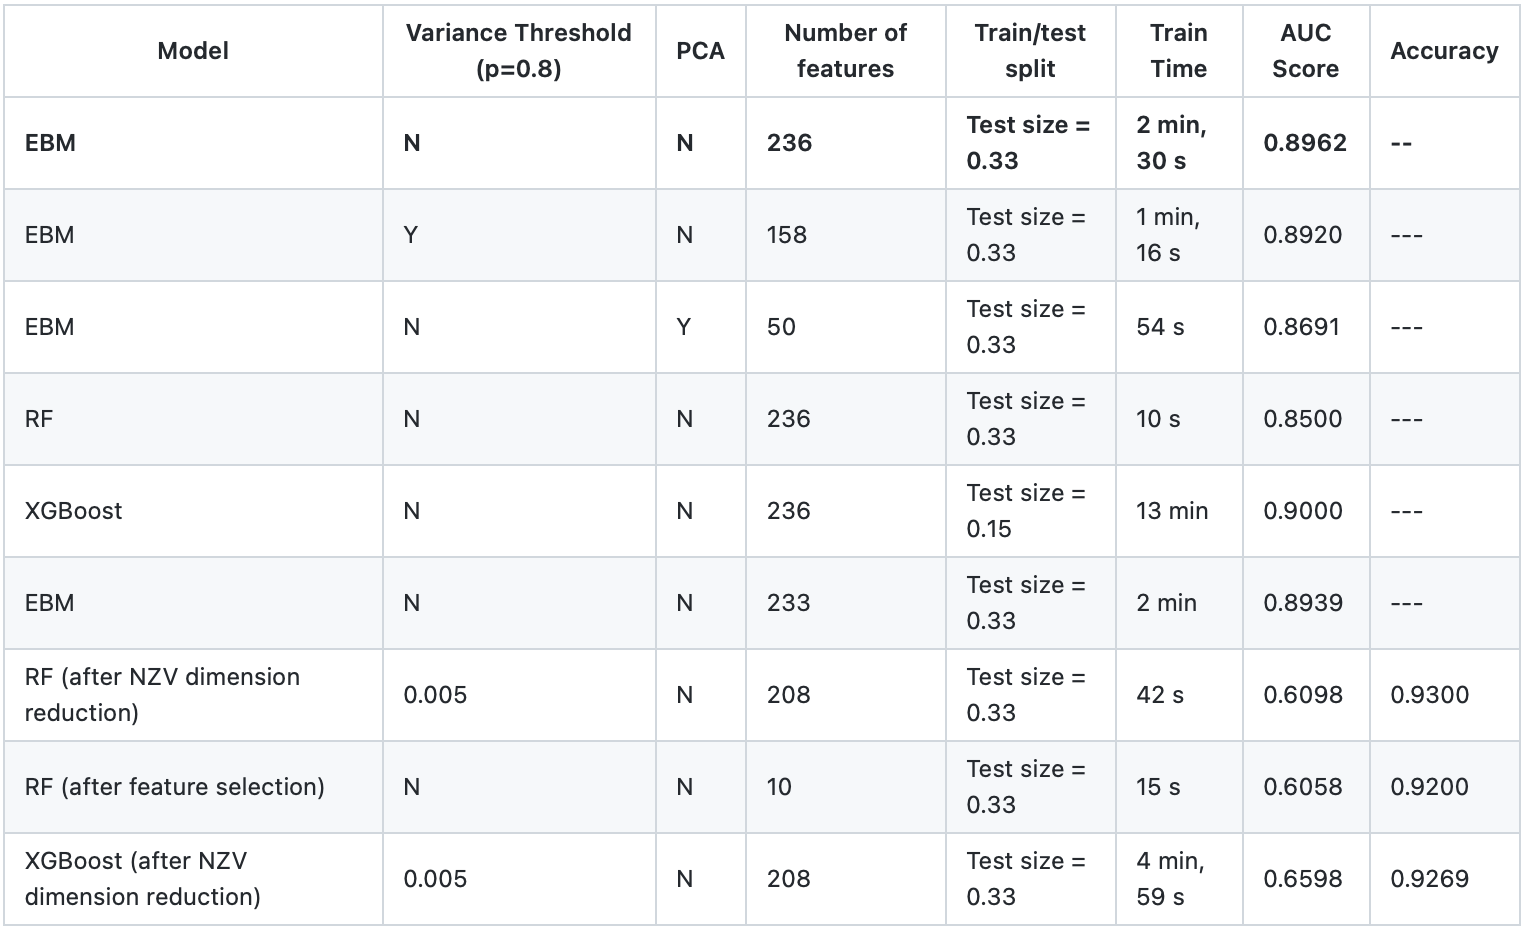 Model
Variance Threshold
(p=0.8)
PCA
Number of
features
Train/test
split
Train
Time
AUC
Score
Accuracy
EBM
N
N
236
Test size =
0.33
2 min,
30 s
0.8962
--
EBM
Y
N
158
Test size =
0.33
1 min,
16 s
0.8920
---
EBM
N
Y
50
Test size =
0.33
54 s
0.8691
---
RF
N
N
236
Test size =
0.33
10 s
0.8500
---
XGBoost
N
N
236
Test size =
0.15
13 min
0.9000
---
EBM
N
N
233
Test size =
0.33
2 min
0.8939
---
RF (after NZV dimension
reduction)
0.005
N
208
Test size =
0.33
42 s
0.6098
0.9300
RF (after feature selection)
N
N
10
Test size =
0.33
15 s
0.6058
0.9200
XGBoost (after NZV
dimension reduction)
0.005
N
208
Test size =
0.33
4 min,
59 s
0.6598
0.9269